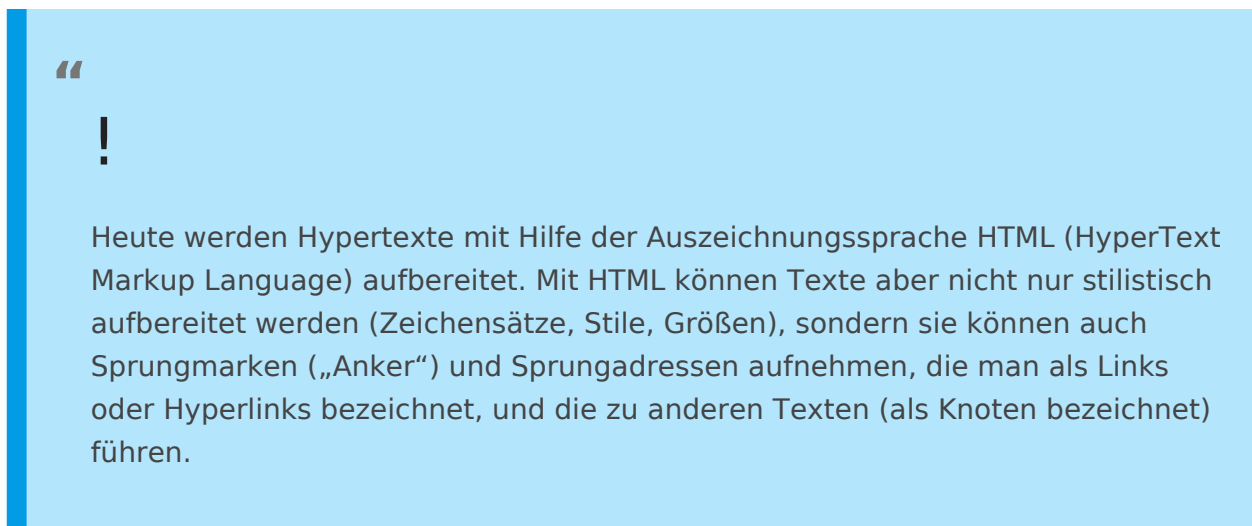 “
!
Heute werden Hypertexte mit Hilfe der Auszeichnungssprache HTML (HyperText
Markup Language) aufbereitet. Mit HTML können Texte aber nicht nur stilistisch
aufbereitet werden (Zeichensätze, Stile, Größen), sondern sie können auch
Sprungmarken („Anker“) und Sprungadressen aufnehmen, die man als Links
oder Hyperlinks bezeichnet, und die zu anderen Texten (als Knoten bezeichnet)
führen.